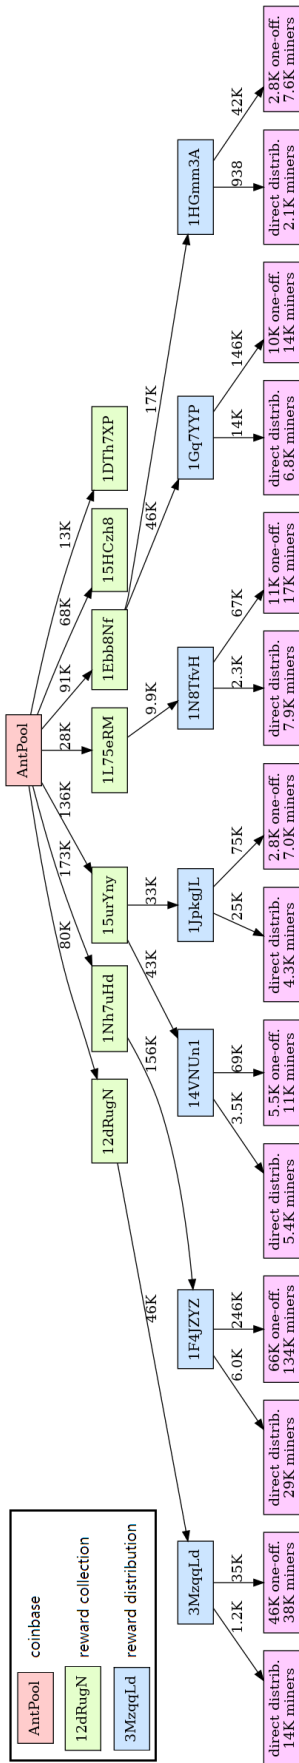 AntPool
coinbase
12dRugN
reward collection
3MzqqLd
reward distribution
AntPool
80K
173K
136K
28K
91K
68K
13K
12dRugN
1Nh7uHd
15urYny
1L75eRM
1Ebb8Nf
15HCzh8
1DTh7XP
46K
156K
43K
33K
9.9K
46K
17K
3MzqqLd
1F4JZYZ
14VNUn1
1JpkgJL
1N8TfvH
1Gq7YYP
1HGmm3A
1.2K
35K
6.0K
246K
3.5K
69K
25K
75K
2.3K
67K
14K
146K
938
42K
direct distrib.
14K miners
46K one-off.
38K miners
direct distrib.
29K miners
66K one-off.
134K miners
direct distrib.
5.4K miners
5.5K one-off.
11K miners
direct distrib.
4.3K miners
2.8K one-off.
7.0K miners
direct distrib.
7.9K miners
11K one-off.
17K miners
direct distrib.
6.8K miners
10K one-off.
14K miners
direct distrib.
2.1K miners
2.8K one-off.
7.6K miners